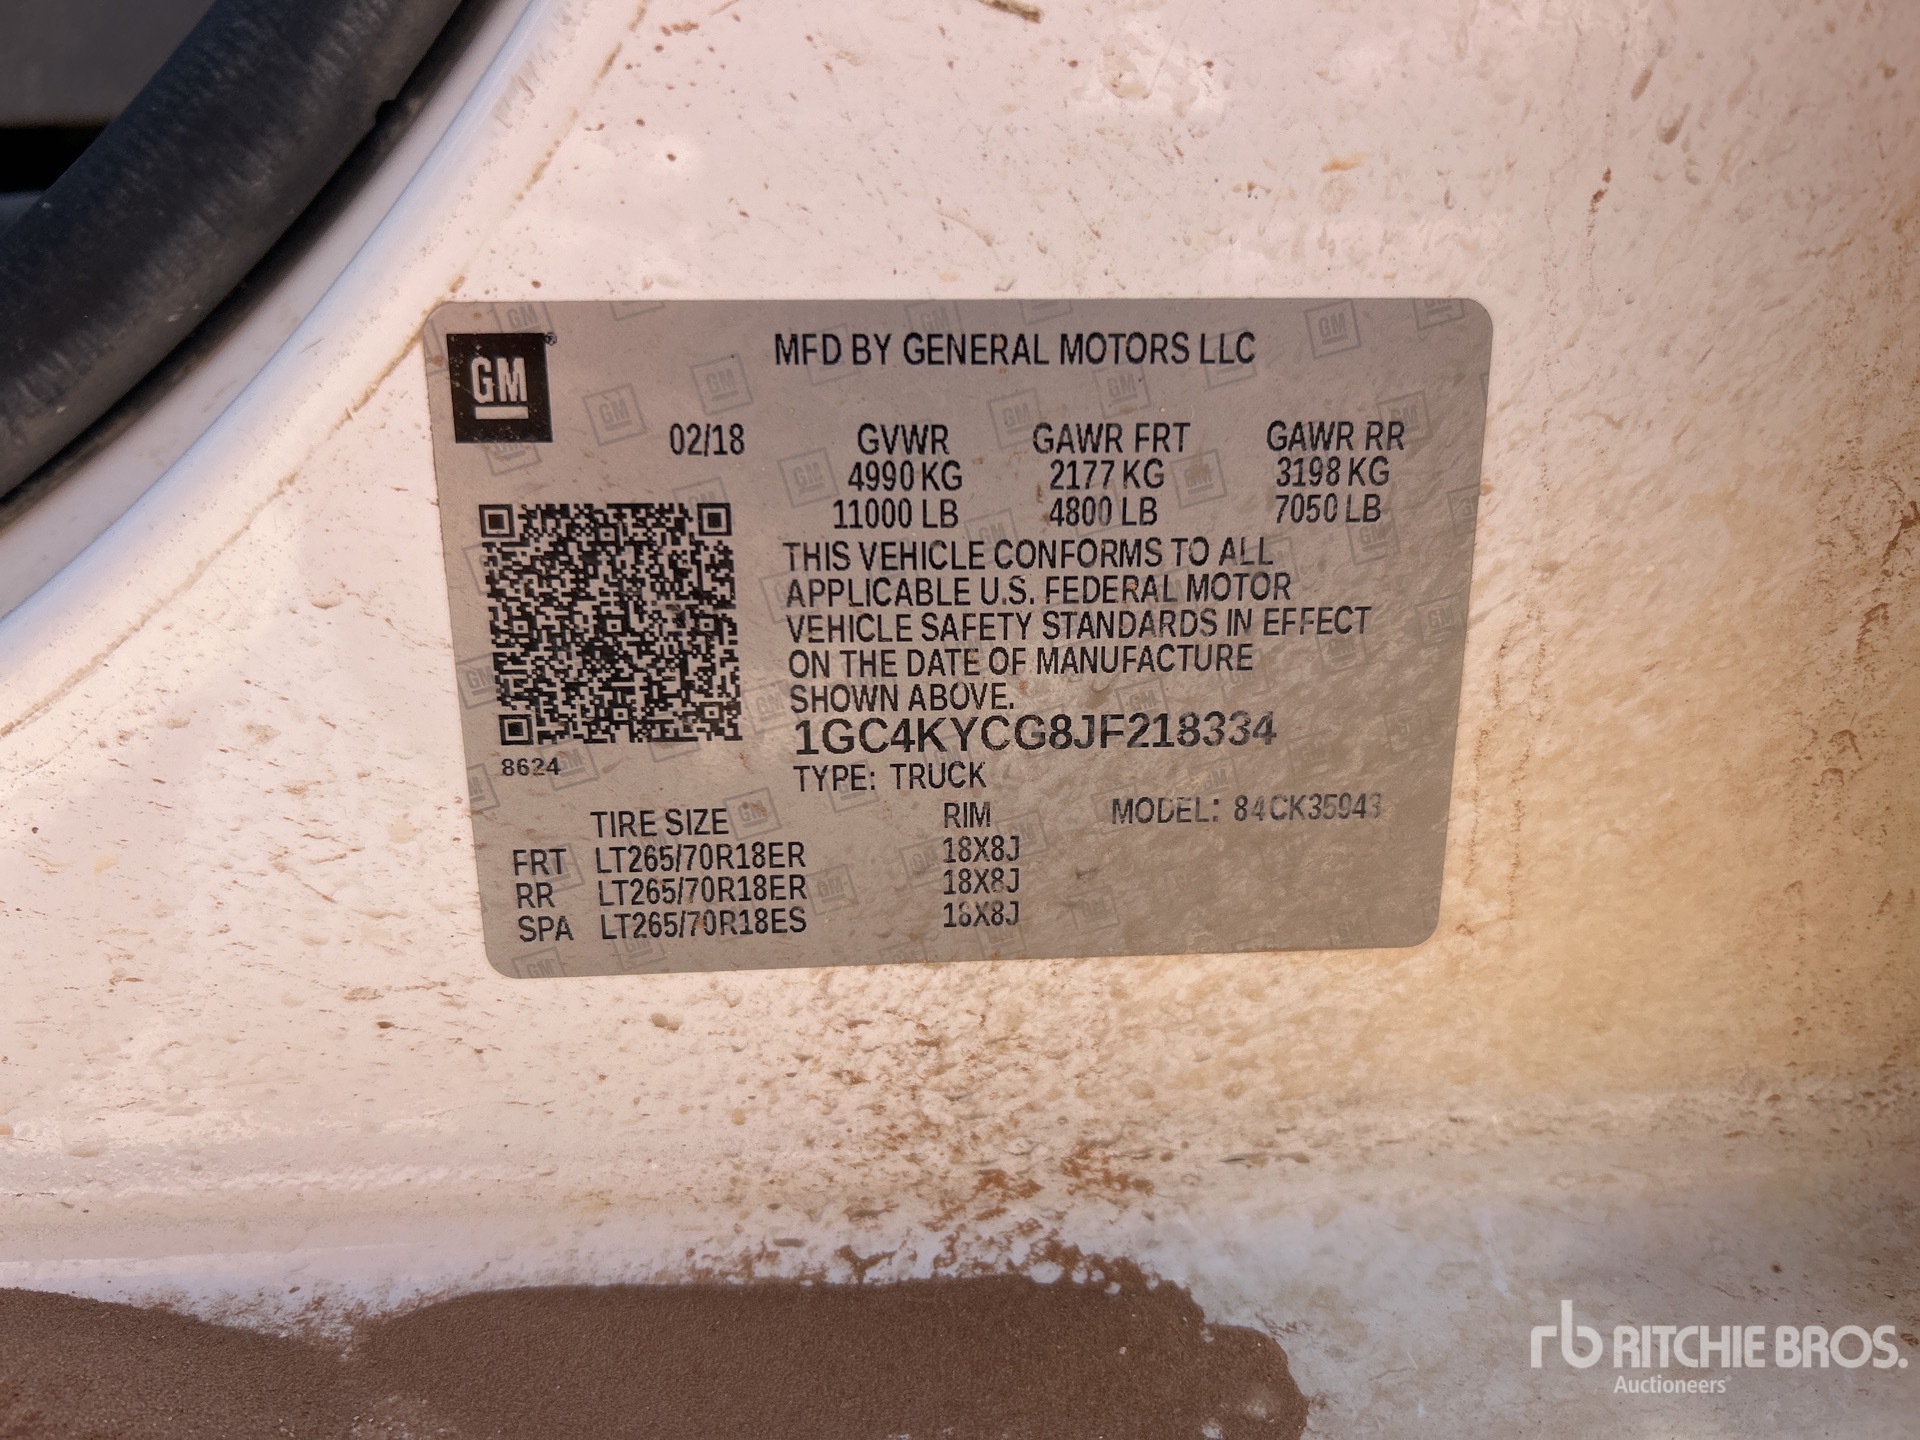 GM
MFD BY GENERAL MOTORS LLC
02/18 GVWR GAWR FRT GAWR RR
4990 KG 2177 KG 3198 KG
11000 LB 4800 LB 7050 LB
THIS VEHICLE CONFORMS TO ALL
APPLICABLE U.S. FEDERAL MOTOR
VEHICLE SAFETY STANDARDS IN EFFECT
ON THE DATE OF MANUFACTURE
SHOWN ABOVE.
1GC4KYCG8JF218334
8624
TYPE: TRUCK
TIRE SIZE RIM MODEL: 84CK35943
FRT LT265/70R18ER 18X8J
RR LT265/70R18ER 18X8J
SPA LT265/70R18ES 18X8J
rb RITCHIE BROS.
Auctioneers